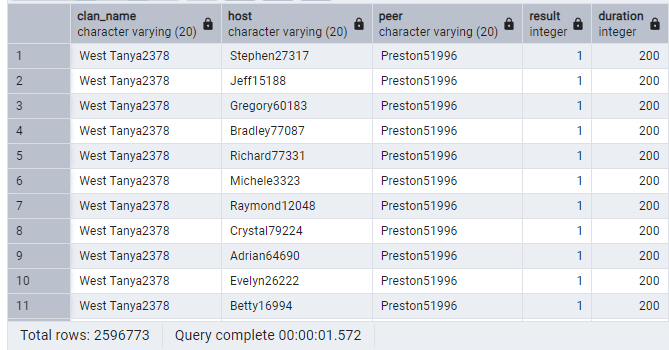 clan_name host peer result duration
character varying (20) character varying (20) character varying (20) integer integer
1 West Tanya2378 Stephen27317 Preston51996 1 200
2 West Tanya2378 Jeff15188 Preston51996 1 200
3 West Tanya2378 Gregory60183 Preston51996 1 200
4 West Tanya2378 Bradley77087 Preston51996 1 200
5 West Tanya2378 Richard77331 Preston51996 1 200
6 West Tanya2378 Michele3323 Preston51996 1 200
7 West Tanya2378 Raymond12048 Preston51996 1 200
8 West Tanya2378 Crystal79224 Preston51996 1 200
9 West Tanya2378 Adrian64690 Preston51996 1 200
10 West Tanya2378 Evelyn26222 Preston51996 1 200
11 West Tanya2378 Betty16994 Preston51996 1 200
Total rows: 2596773 Query complete 00:00:01.572